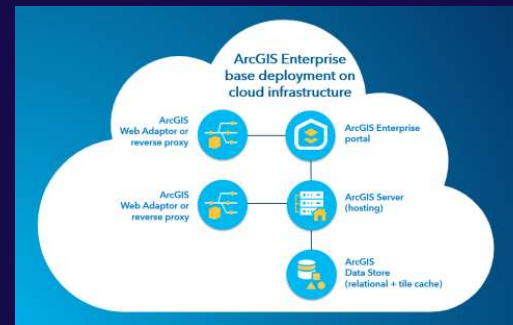 ArcGIS Enterprise
base deployment on
cloud infrastructure
ArcGIS
Web Adaptor or
reverse proxy
ArcGIS Enterprise
portal
ArcGIS
Web Adaptor or
reverse proxy
ArcGIS Server
(hosting)
ArcGIS
Data Store
(relational + tile cache)